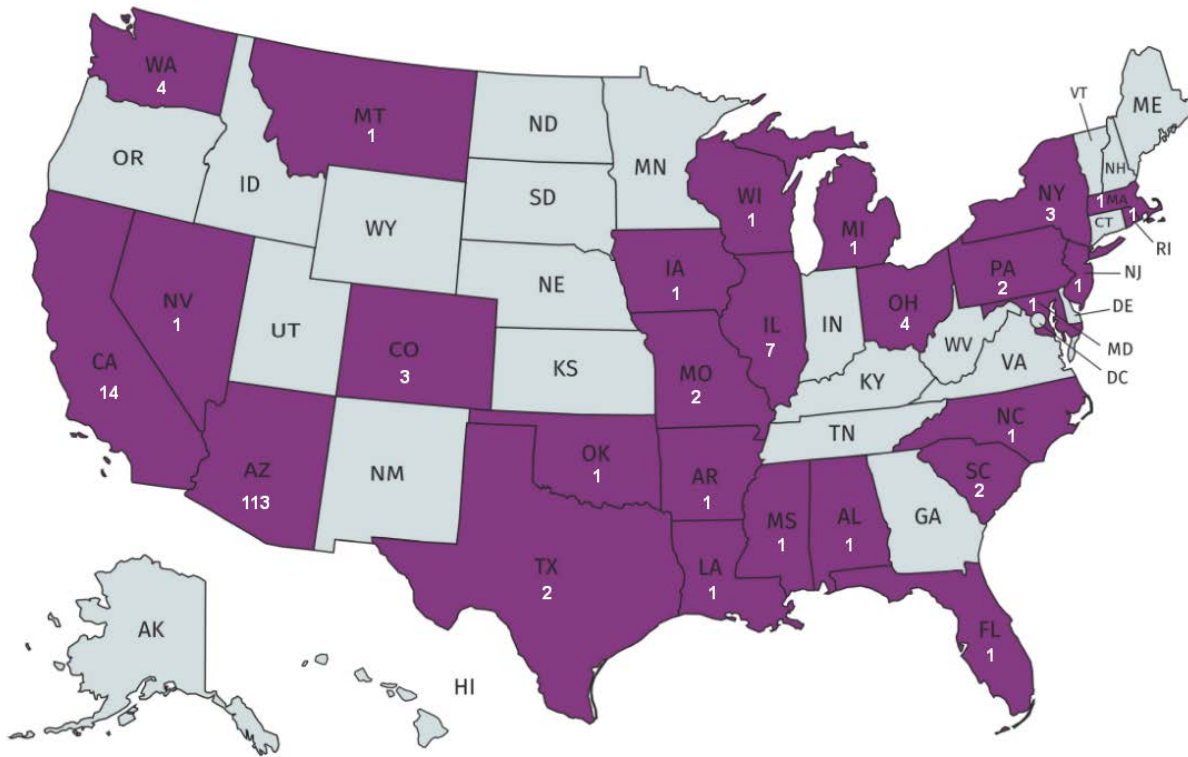 WA
4
MT
1
ND
MN
OR
ID
SD
WY
WI
1
MI
1
VT
ME
NH
NY
3
1
MA
CT
1
RI
NV
1
UT
CO
3
NE
IA
1
IL
7
IN
OH
4
PA
2
1
NJ
1
DE
MD
DC
CA
14
KS
MO
2
WV
VA
KY
NC
1
TN
AZ
113
NM
OK
1
AR
1
SC
2
GA
MS
1
AL
1
TX
2
LA
1
FL
1
AK
HI